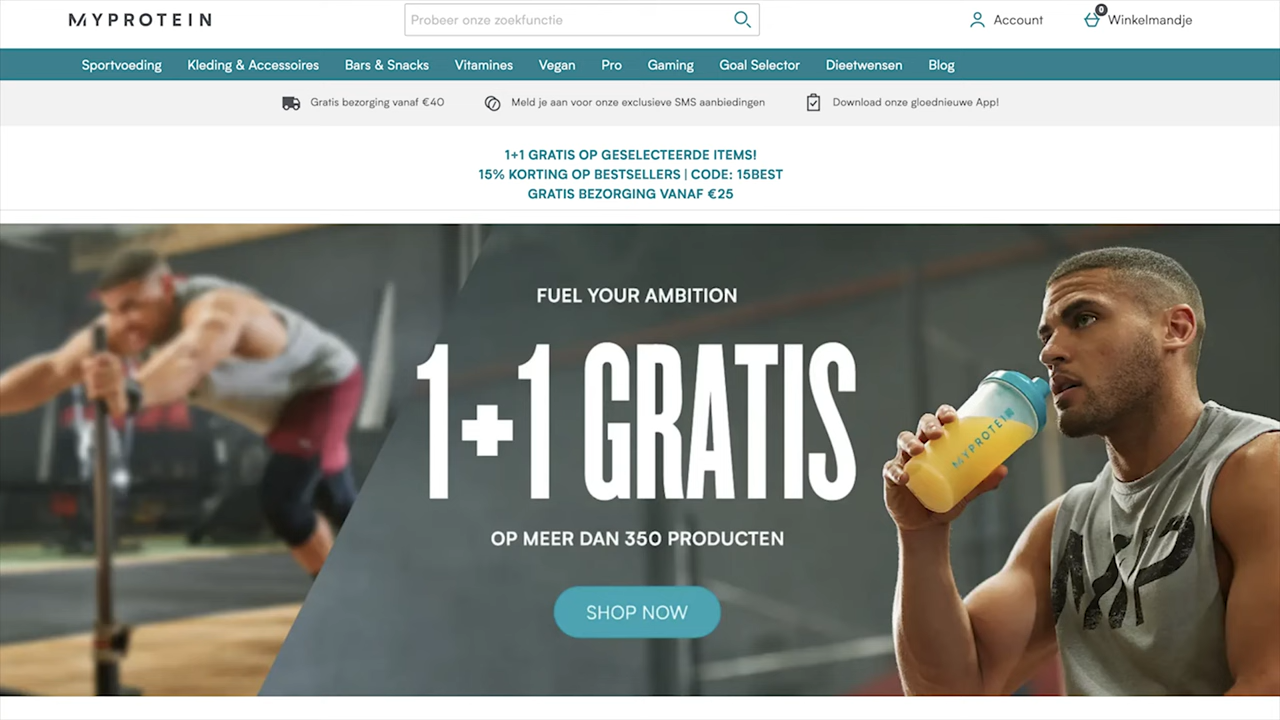 MYPROTEIN
Probeer onze zoekfunctie
Account
0
Winkelmandje
Sportvoeding
Kleding & Accessoires
Bars & Snacks
Vitamines
Vegan
Pro
Gaming
Goal Selector
Dieetwensen
Blog
Gratis bezorging vanaf €40
Meld je aan voor onze exclusieve SMS aanbiedingen
Download onze gloednieuwe App!
1+1 GRATIS OP GESELECTEERDE ITEMS!
15% KORTING OP BESTSELLERS | CODE: 15BEST
GRATIS BEZORGING VANAF €25
FUEL YOUR AMBITION
1+1 GRATIS
OP MEER DAN 350 PRODUCTEN
SHOP NOW
MYPROTEIN
MP